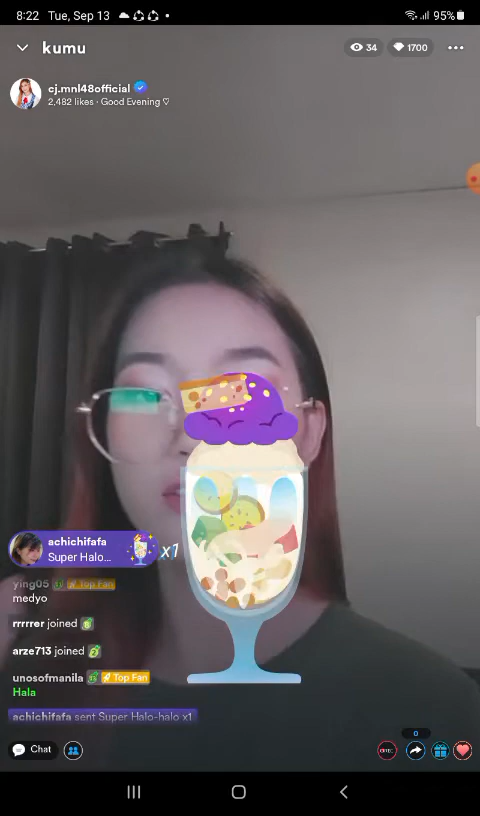 8:22 Tue, Sep 13 95%
kumu 34 1700
cj.mnl48official
2,482 likes · Good Evening ♡
achichifafa
Super Halo... x1
ying05 Top Fan
medyo
rrrrrer joined
arze713 joined
unosofmanila Top Fan
Hala
achichifafa sent Super Halo-halo x1
0
Chat